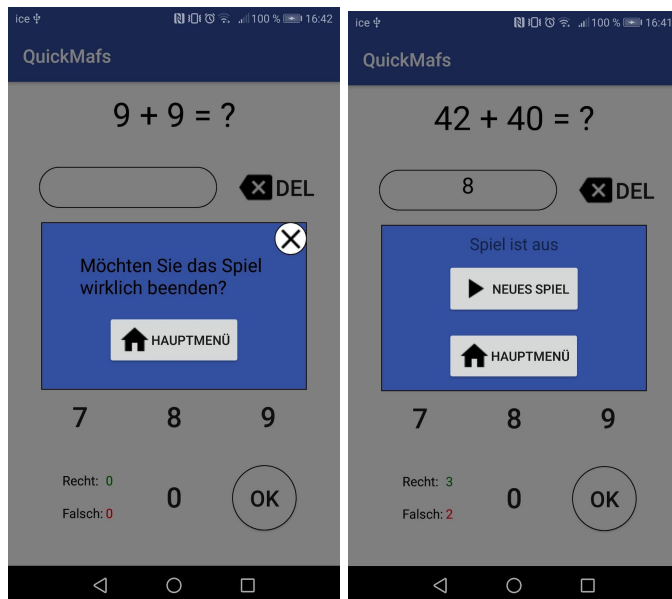 ice 100 % 16:42
QuickMafs
9 + 9 = ?
DEL
Möchten Sie das Spiel
wirklich beenden?
HAUPTMENÜ
7 8 9
Recht: 0
0 OK
Falsch: 0
ice 100 % 16:41
QuickMafs
42 + 40 = ?
8 DEL
Spiel ist aus
NEUES SPIEL
HAUPTMENÜ
7 8 9
Recht: 3
0 OK
Falsch: 2